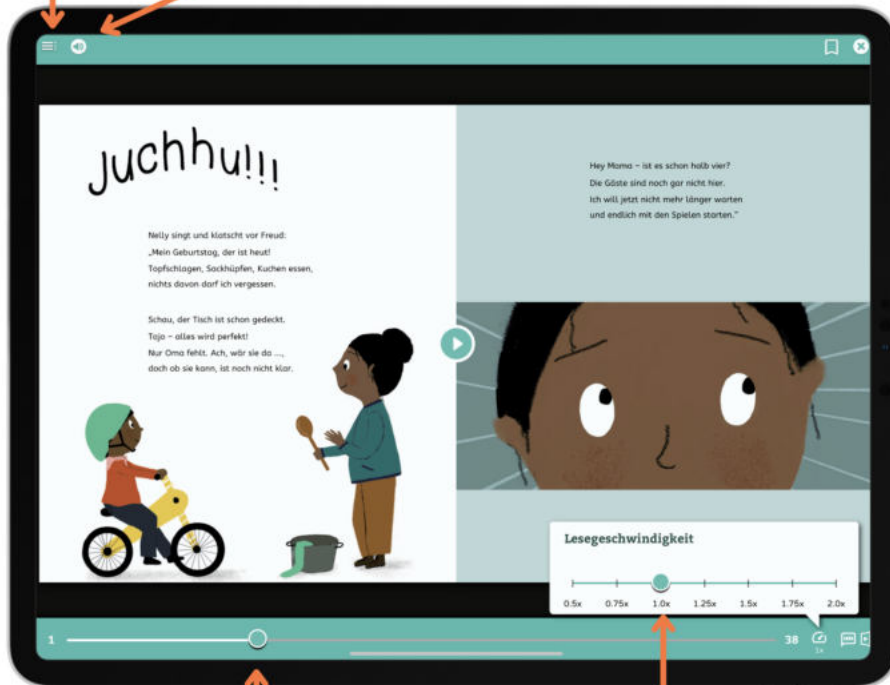 Juchhu!!!
Nelly singt und klatscht vor Freud:
„Mein Geburtstag, der ist heut!
Topfschlagen, Sackhüpfen, Kuchen essen,
nichts davon darf ich vergessen.
Schau, der Tisch ist schon gedeckt.
Tajo – alles wird perfekt!
Nur Oma fehlt. Ach, wär sie da ...,
doch ob sie kann, ist noch nicht klar.
Hey Mama – ist es schon halb vier?
Die Gäste sind noch gar nicht hier.
Ich will jetzt nicht mehr länger warten
und endlich mit den Spielen starten.“
Lesegeschwindigkeit
0.5x 0.75x 1.0x 1.25x 1.5x 1.75x 2.0x
1 38
1x